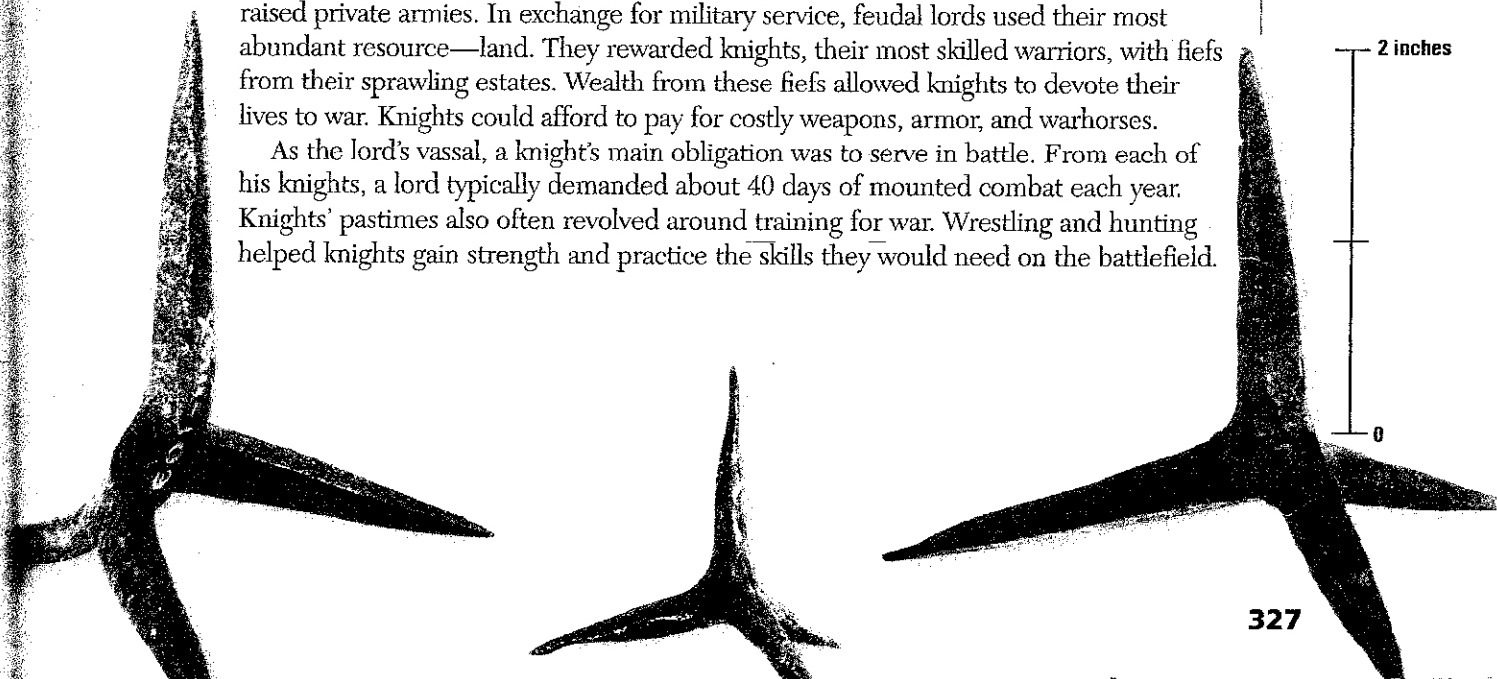 raised private armies. In exchange for military service, feudal lords used their most
abundant resource—land. They rewarded knights, their most skilled warriors, with fiefs
from their sprawling estates. Wealth from these fiefs allowed knights to devote their
lives to war. Knights could afford to pay for costly weapons, armor, and warhorses.
As the lord's vassal, a knight's main obligation was to serve in battle. From each of
his knights, a lord typically demanded about 40 days of mounted combat each year.
Knights' pastimes also often revolved around training for war. Wrestling and hunting
helped knights gain strength and practice the skills they would need on the battlefield.
2 inches
0
327